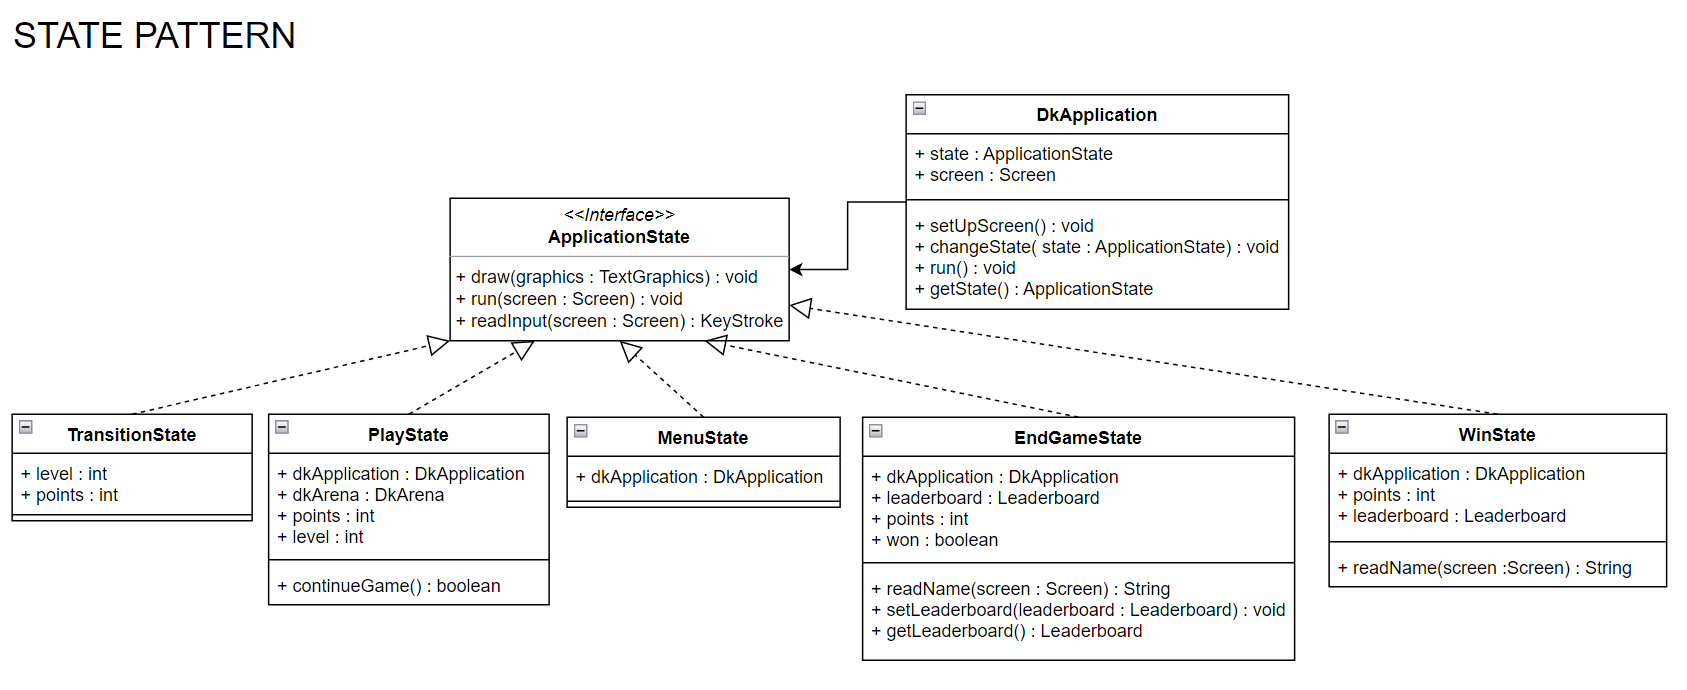 STATE PATTERN
DkApplication
+ state : ApplicationState
+ screen : Screen
+ setUpScreen() : void
+ changeState( state : ApplicationState) : void
+ run() : void
+ getState() : ApplicationState
<<Interface>>
ApplicationState
+ draw(graphics : TextGraphics) : void
+ run(screen : Screen) : void
+ readInput(screen : Screen) : KeyStroke
TransitionState
+ level : int
+ points : int
PlayState
+ dkApplication : DkApplication
+ dkArena : DkArena
+ points : int
+ level : int
+ continueGame() : boolean
MenuState
+ dkApplication : DkApplication
EndGameState
+ dkApplication : DkApplication
+ leaderboard : Leaderboard
+ points : int
+ won : boolean
+ readName(screen : Screen) : String
+ setLeaderboard(leaderboard : Leaderboard) : void
+ getLeaderboard() : Leaderboard
WinState
+ dkApplication : DkApplication
+ points : int
+ leaderboard : Leaderboard
+ readName(screen :Screen) : String